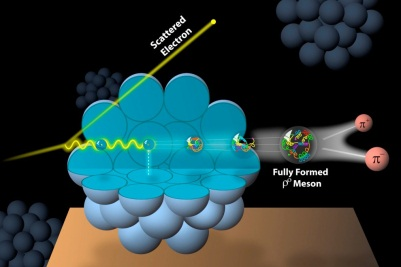 Scattered
Electron
π⁺
π⁻
Fully Formed
ρ⁰ Meson